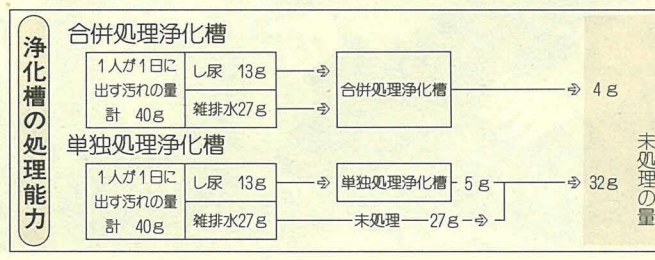 浄化槽の処理能力
合併処理浄化槽
1人が1日に
出す汚れの量
計 40g
し尿 13g
雑排水27g
合併処理浄化槽
4g
単独処理浄化槽
1人が1日に
出す汚れの量
計 40g
し尿 13g
雑排水27g
単独処理浄化槽
5g
未処理
27g
32g
未処理の量